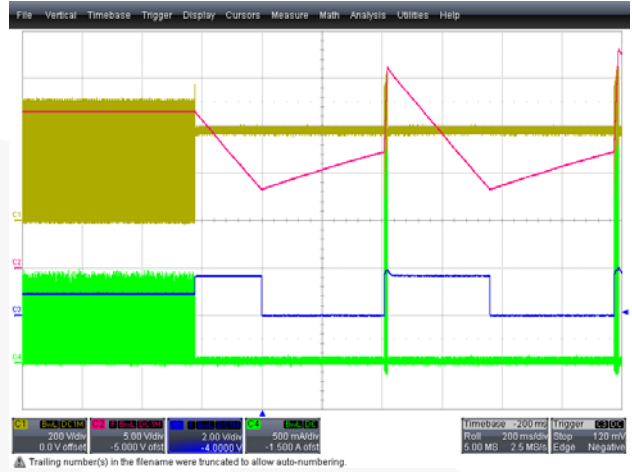 File Vertical Timebase Trigger Display Cursors Measure Math Analysis Utilities Help
C1
C2
C3
C4
C1 BwL DC1M
200 V/div
0.0 V offset
C2 BwL DC1M
5.00 V/div
-5.000 V ofst
2.00 V/div
-4.0000 V
C4 BwL DC
500 mA/div
-1.500 A ofst
Timebase -200 ms
Roll 200 ms/div
5.00 MS 2.5 MS/s
Trigger C3 DC
Stop 120 mV
Edge Negative
Trailing number(s) in the filename were truncated to allow auto-numbering.